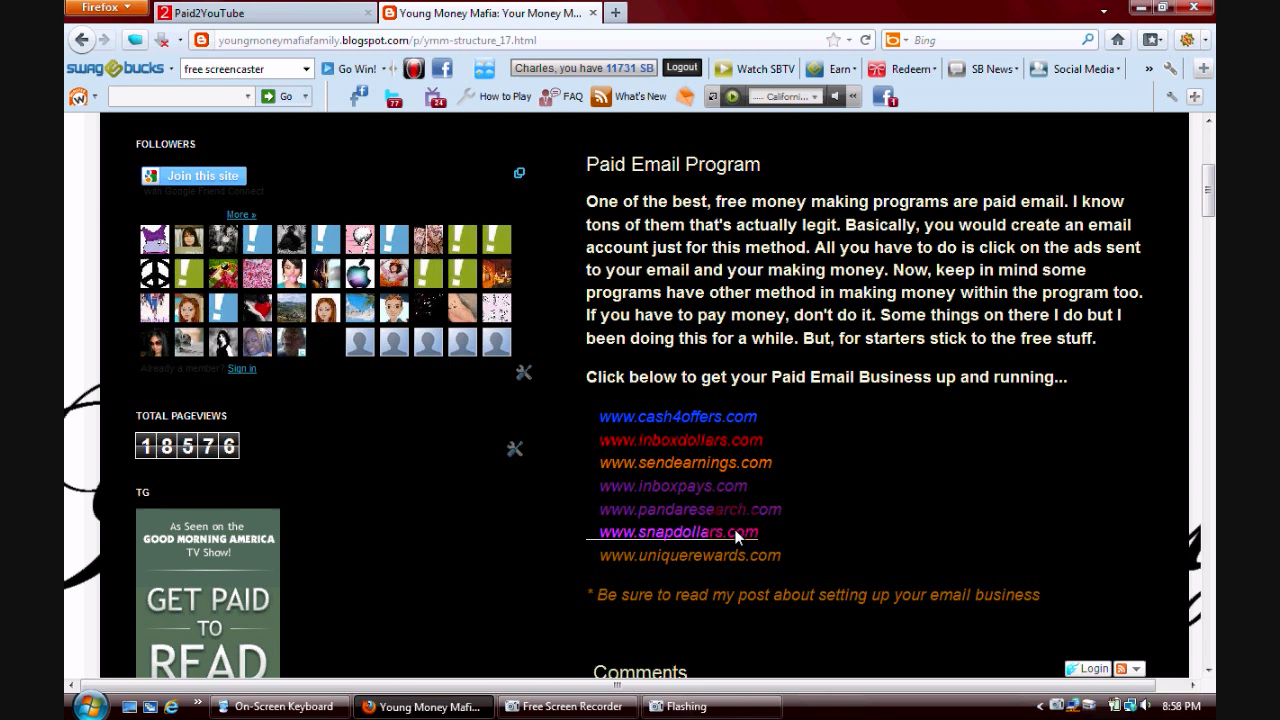 Firefox
Paid2YouTube
Young Money Mafia: Your Money M...
youngmoneymafiafamily.blogspot.com/p/ymm-structure_17.html
Bing
SWAGBUCKS
free screencaster
Go Win!
Charles, you have 11731 SB
Logout
Watch SBTV
Earn
Redeem
SB News
Social Media
Go
77
24
How to Play
FAQ
What's New
..... Californi...
1
FOLLOWERS
Join this site
with Google Friend Connect
More »
Already a member? Sign in
TOTAL PAGEVIEWS
18576
TG
As Seen on the
GOOD MORNING AMERICA
TV Show!
GET PAID
TO
READ
Paid Email Program
One of the best, free money making programs are paid email. I know
tons of them that's actually legit. Basically, you would create an email
account just for this method. All you have to do is click on the ads sent
to your email and your making money. Now, keep in mind some
programs have other method in making money within the program too.
If you have to pay money, don't do it. Some things on there I do but I
been doing this for a while. But, for starters stick to the free stuff.
Click below to get your Paid Email Business up and running...
www.cash4offers.com
www.inboxdollars.com
www.sendearnings.com
www.inboxpays.com
www.pandaresearch.com
www.snapdollars.com
www.uniquerewards.com
* Be sure to read my post about setting up your email business
Comments
Login
On-Screen Keyboard
Young Money Mafi...
Free Screen Recorder
Flashing
8:58 PM